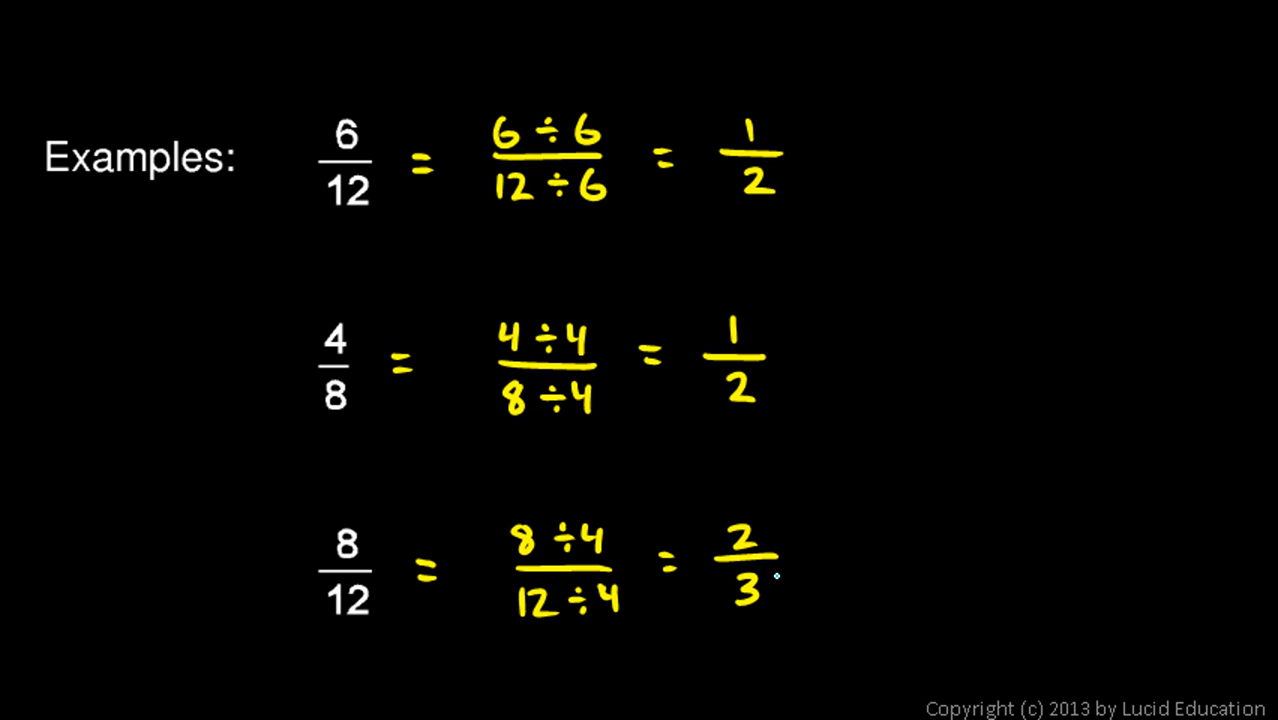 Examples: 6/12 = 6 ÷ 6/12 ÷ 6 = 1/2
4/8 = 4 ÷ 4/8 ÷ 4 = 1/2
8/12 = 8 ÷ 4/12 ÷ 4 = 2/3
Copyright (c) 2013 by Lucid Education